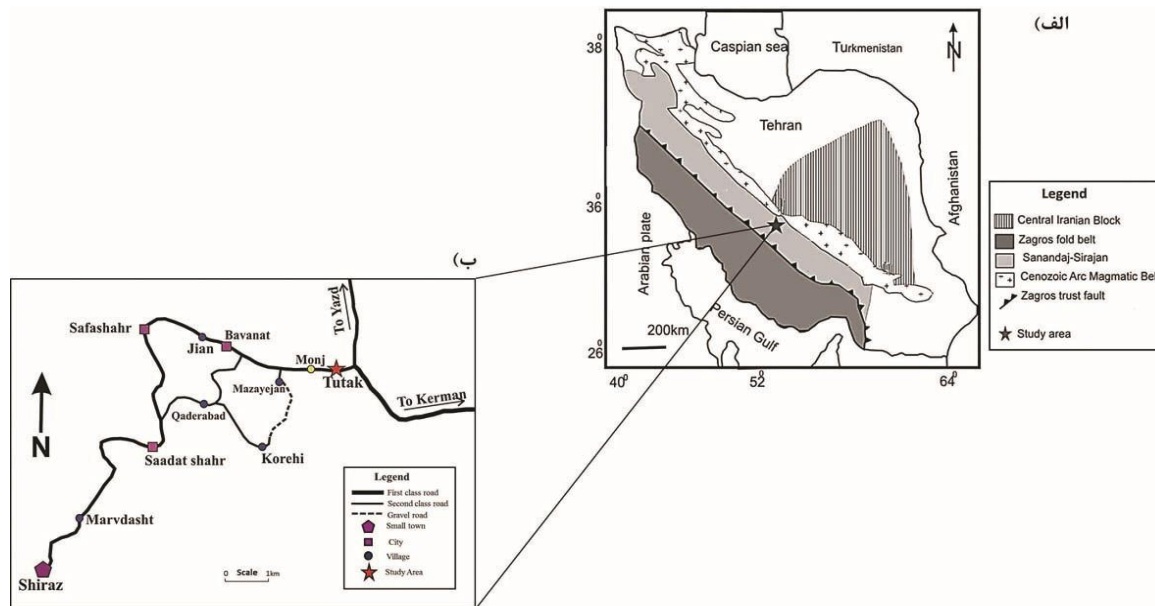 الف)
38°
36°
26°
40°
52°
64°
Caspian sea
Turkmenistan
N
Tehran
Afghanistan
Arabian plate
Persian Gulf
200km
Legend
Central Iranian Block
Zagros fold belt
Sanandaj-Sirajan
Cenozoic Arc Magmatic Bel
Zagros trust fault
Study area
ب)
To Yazd
Safashahr
Jian
Bavanat
Monj
Tutak
Mazayejan
To Kerman
Qaderabad
N
Saadat shahr
Korehi
Marvdasht
Shiraz
0 Scale 1km
Legend
First class road
Second class road
Gravel road
Small town
City
Village
Study Area